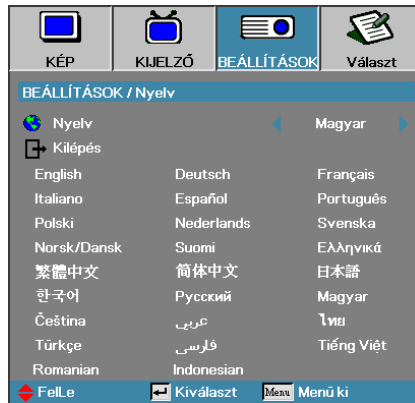 KÉP KIJELZŐ BEÁLLÍTÁSOK Választ
BEÁLLÍTÁSOK / Nyelv
Nyelv Magyar
Kilépés
English Deutsch Français
Italiano Español Português
Polski Nederlands Svenska
Norsk/Dansk Suomi Ελληνικά
繁體中文 简体中文 日本語
한국어 Русский Magyar
Čeština عربي ไทย
Türkçe فارسی Tiếng Việt
Romanian Indonesian
FelLe Kiválaszt Menu Menü ki